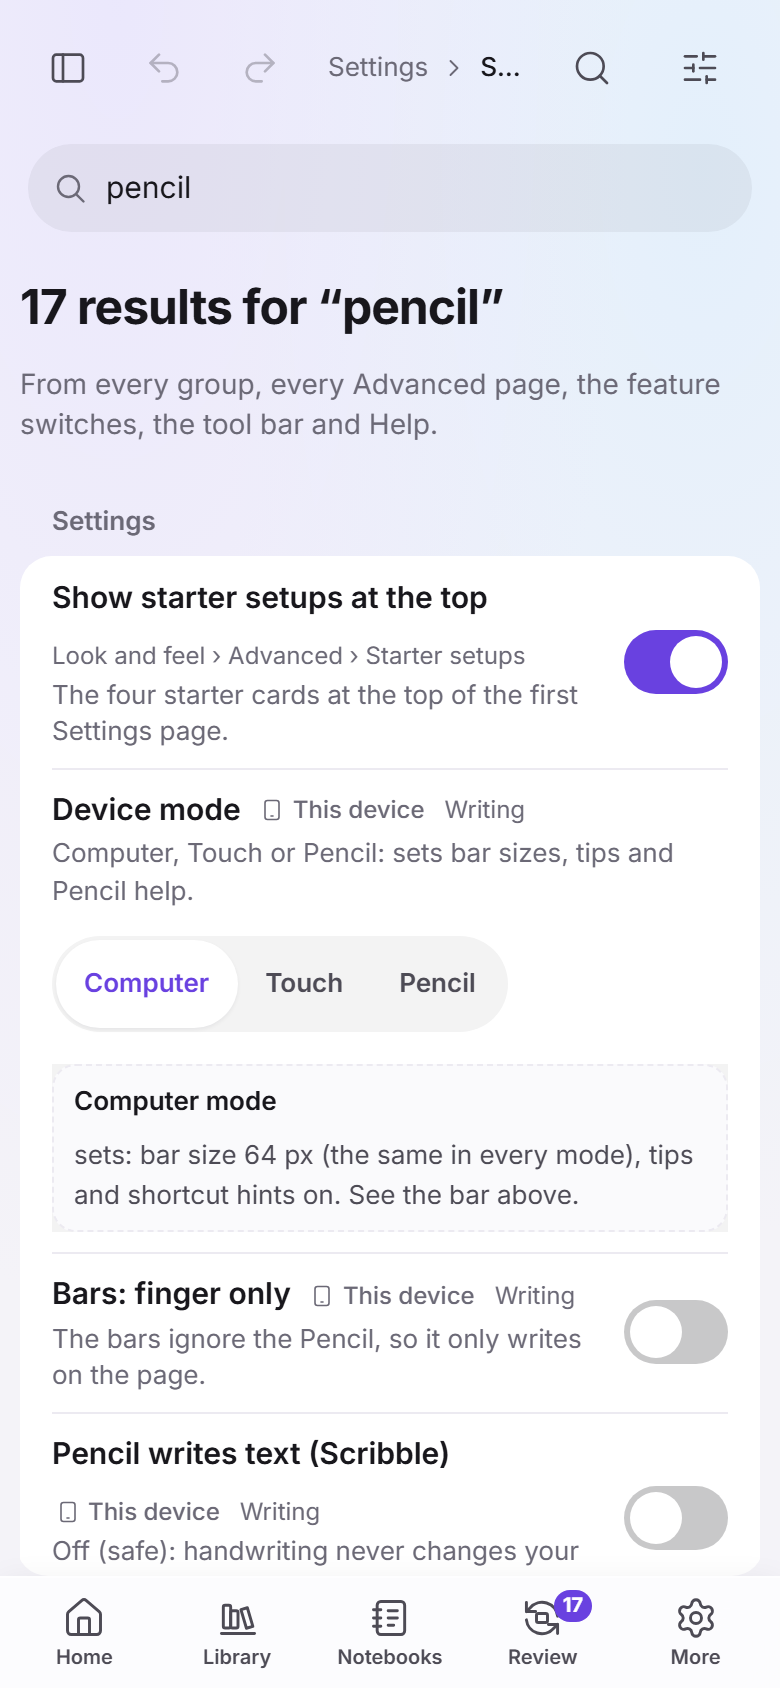 Settings > S...
pencil
17 results for “pencil”
From every group, every Advanced page, the feature
switches, the tool bar and Help.
Settings
Show starter setups at the top
Look and feel › Advanced › Starter setups
The four starter cards at the top of the first
Settings page.
Device mode This device Writing
Computer, Touch or Pencil: sets bar sizes, tips and
Pencil help.
Computer Touch Pencil
Computer mode
sets: bar size 64 px (the same in every mode), tips
and shortcut hints on. See the bar above.
Bars: finger only This device Writing
The bars ignore the Pencil, so it only writes
on the page.
Pencil writes text (Scribble)
This device Writing
Off (safe): handwriting never changes your
17
Home Library Notebooks Review More